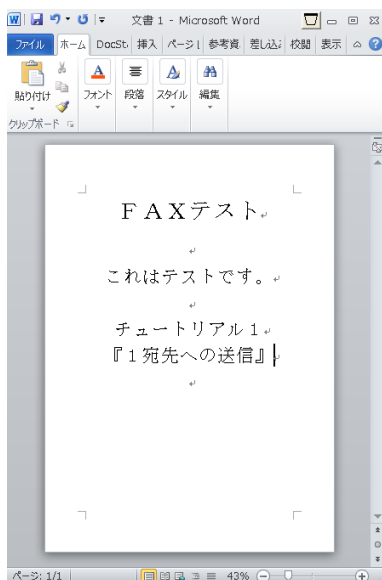 文書 1 - Microsoft Word
ファイル ホーム DocSt 挿入 ページ 参考資 差し込 校閲 表示
貼り付け フォント 段落 スタイル 編集
クリップボード
ＦＡＸテスト
これはテストです。
チュートリアル１
『１宛先への送信』
ページ: 1/1 43%